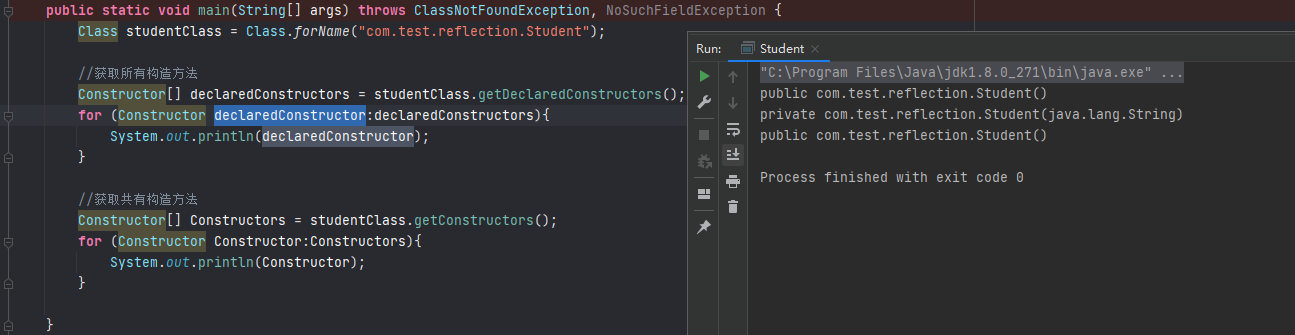 public static void main(String[] args) throws ClassNotFoundException, NoSuchFieldException {
Class studentClass = Class.forName("com.test.reflection.Student");
//获取所有构造方法
Constructor[] declaredConstructors = studentClass.getDeclaredConstructors();
for (Constructor declaredConstructor:declaredConstructors){
System.out.println(declaredConstructor);
}
//获取共有构造方法
Constructor[] Constructors = studentClass.getConstructors();
for (Constructor Constructor:Constructors){
System.out.println(Constructor);
}
}
Run: Student
"C:\Program Files\Java\jdk1.8.0_271\bin\java.exe" ...
public com.test.reflection.Student()
private com.test.reflection.Student(java.lang.String)
public com.test.reflection.Student()
Process finished with exit code 0